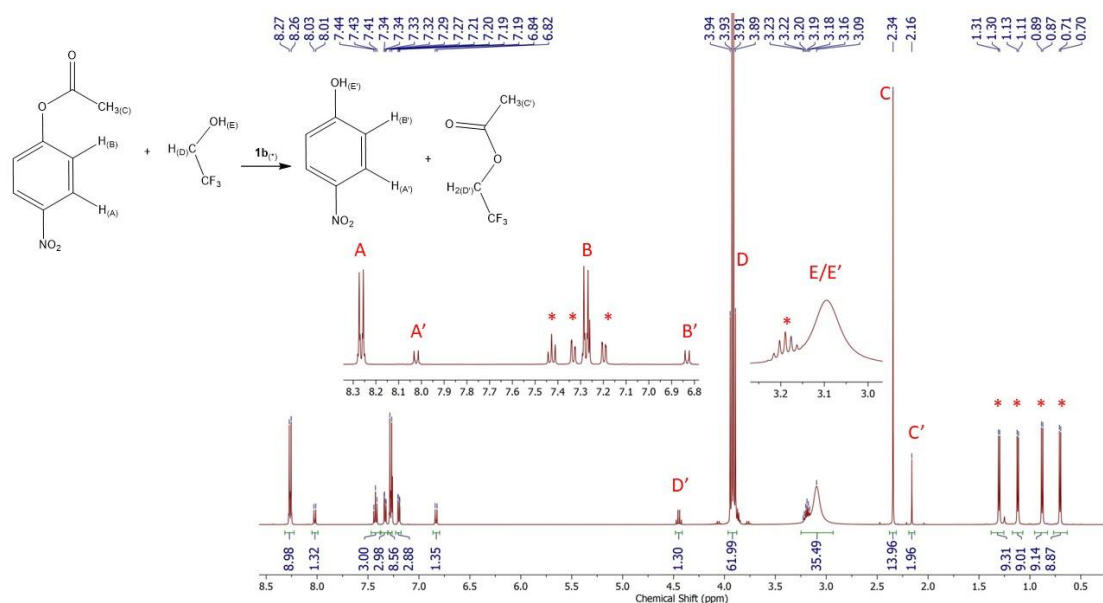 8.27 8.26 8.03 8.01 7.44 7.43 7.41 7.34 7.34 7.33 7.32 7.29 7.27 7.21 7.20 7.19 7.19 6.84 6.82 3.94 3.93 3.91 3.89 3.23 3.22 3.20 3.19 3.18 3.16 3.09 2.34 2.16 1.31 1.30 1.13 1.11 0.89 0.87 0.71 0.70
O
O CH3(C)
H(B)
H(A)
NO2
+
OH(E)
H(D)
CF3
1b(*)
OH(E')
H(B')
H(A')
NO2
+
CH3(C')
O
O
H2(D')C
CF3
A
A'
*
*
B
*
B'
8.3 8.2 8.1 8.0 7.9 7.8 7.7 7.6 7.5 7.4 7.3 7.2 7.1 7.0 6.9 6.8
D
E/E'
*
3.2 3.1 3.0
C
D'
C'
* * * *
8.98 1.32 3.00 2.98 8.56 2.88 1.35 1.30 61.99 35.49 13.96 1.96 9.31 9.01 9.14 8.87
8.5 8.0 7.5 7.0 6.5 6.0 5.5 5.0 4.5 4.0 3.5 3.0 2.5 2.0 1.5 1.0 0.5
Chemical Shift (ppm)